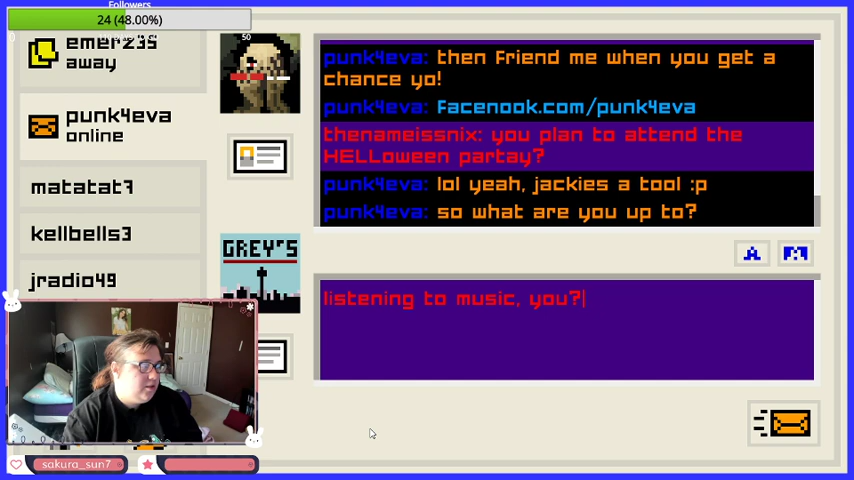 Followers
24 (48.00%)
0
50
emerz3s
away
punk4eva
online
matatat7
kellbells3
jradio49
GREY'S
punk4eva: then Friend me when you get a
chance yo!
punk4eva: Facenook.com/punk4eva
thenameissnix: you plan to attend the
HELLoween partay?
punk4eva: lol yeah, jackies a tool :p
punk4eva: so what are you up to?
A
listening to music, you?
sakura_sun7